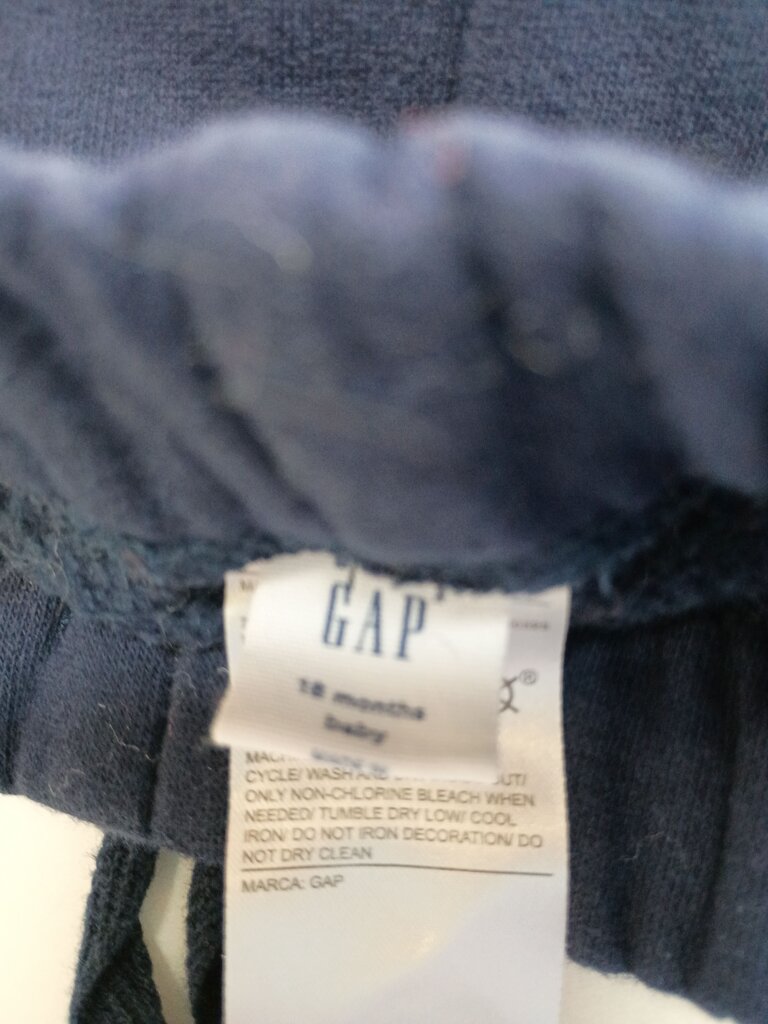 GAP
18 months
baby
CYCLE/ WASH AND
ONLY NON-CHLORINE BLEACH WHEN
NEEDED/ TUMBLE DRY LOW/ COOL
IRON/ DO NOT IRON DECORATION/ DO
NOT DRY CLEAN
MARCA: GAP